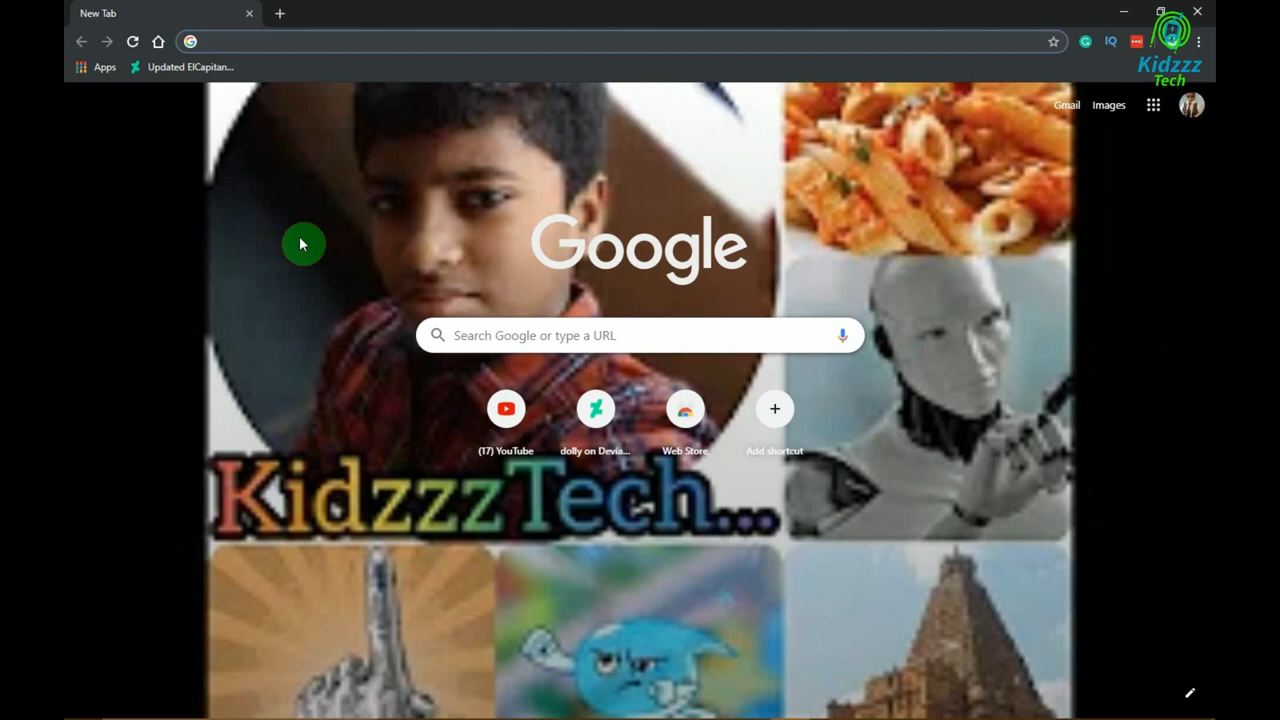 New Tab
Apps
Updated ElCapitan...
IQ
Kidzzz
Tech
Gmail
Images
Google
Search Google or type a URL
(17) YouTube
dolly on Devia...
Web Store
Add shortcut
KidzzzTech...